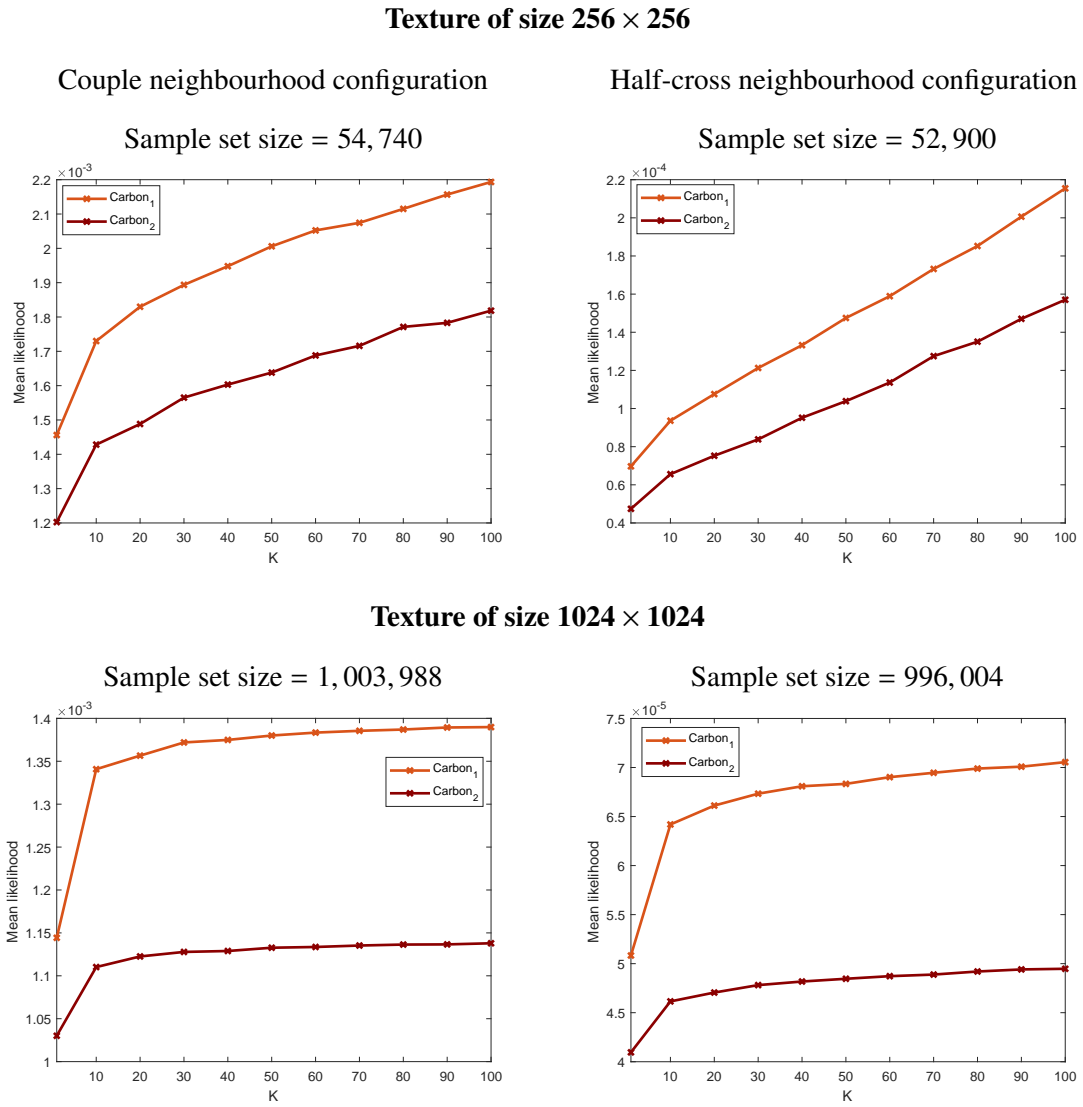 Texture of size 256 × 256
Couple neighbourhood configuration
Half-cross neighbourhood configuration
Sample set size = 54, 740
×10⁻³
2.2
2.1
2
1.9
1.8
1.7
1.6
1.5
1.4
1.3
1.2
Mean likelihood
Carbon₁
Carbon₂
10 20 30 40 50 60 70 80 90 100
K
Sample set size = 52, 900
×10⁻⁴
2.2
2
1.8
1.6
1.4
1.2
1
0.8
0.6
0.4
Mean likelihood
Carbon₁
Carbon₂
10 20 30 40 50 60 70 80 90 100
K
Texture of size 1024 × 1024
Sample set size = 1, 003, 988
×10⁻³
1.4
1.35
1.3
1.25
1.2
1.15
1.1
1.05
1
Mean likelihood
Carbon₁
Carbon₂
10 20 30 40 50 60 70 80 90 100
K
Sample set size = 996, 004
×10⁻⁵
7.5
7
6.5
6
5.5
5
4.5
4
Mean likelihood
Carbon₁
Carbon₂
10 20 30 40 50 60 70 80 90 100
K